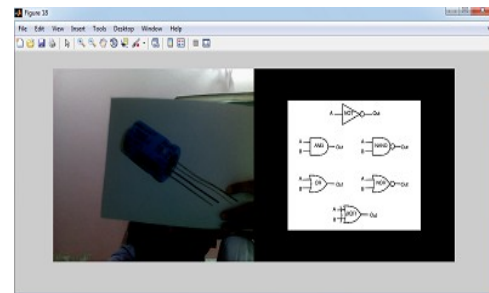 Figure 18
File Edit View Insert Tools Desktop Window Help
A NOT Out
A B AND Out
A B NAND Out
A B OR Out
A B NOR Out
A B Out